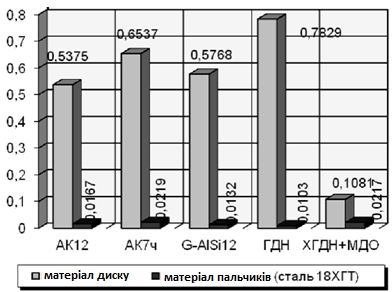 0,8
0,7
0,6
0,5
0,4
0,3
0,2
0,1
0
0,5375
0,6537
0,5768
0,7829
0,1081
0,0167
0,0219
0,0132
0,0103
0,0217
АК12
АК7ч
G-AlSi12
ГДН
ХГДН+МДО
матеріал диску
матеріал пальчиків (сталь 18ХГТ)